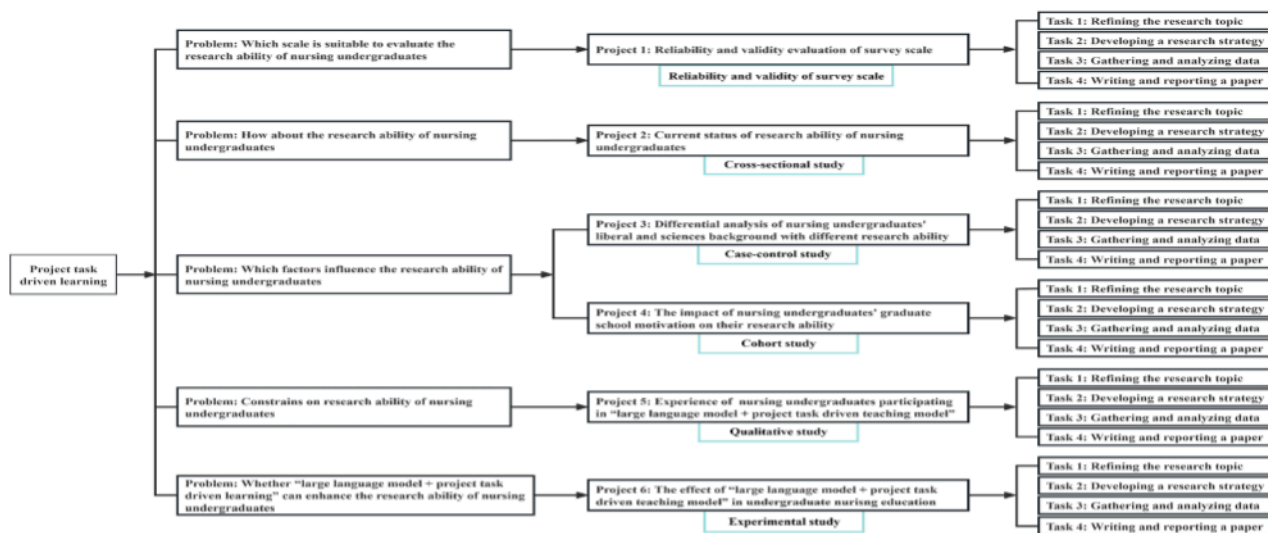 Project task
driven learning
Problem: Which scale is suitable to evaluate the
research ability of nursing undergraduates
Project 1: Reliability and validity evaluation of survey scale
Reliability and validity of survey scale
Task 1: Refining the research topic
Task 2: Developing a research strategy
Task 3: Gathering and analyzing data
Task 4: Writing and reporting a paper
Problem: How about the research ability of nursing
undergraduates
Project 2: Current status of research ability of nursing
undergraduates
Cross-sectional study
Task 1: Refining the research topic
Task 2: Developing a research strategy
Task 3: Gathering and analyzing data
Task 4: Writing and reporting a paper
Problem: Which factors influence the research ability of
nursing undergraduates
Project 3: Differential analysis of nursing undergraduates'
liberal and sciences background with different research ability
Case-control study
Task 1: Refining the research topic
Task 2: Developing a research strategy
Task 3: Gathering and analyzing data
Task 4: Writing and reporting a paper
Project 4: The impact of nursing undergraduates' graduate
school motivation on their research ability
Cohort study
Task 1: Refining the research topic
Task 2: Developing a research strategy
Task 3: Gathering and analyzing data
Task 4: Writing and reporting a paper
Problem: Constrains on research ability of nursing
undergraduates
Project 5: Experience of nursing undergraduates participating
in “large language model + project task driven teaching model”
Qualitative study
Task 1: Refining the research topic
Task 2: Developing a research strategy
Task 3: Gathering and analyzing data
Task 4: Writing and reporting a paper
Problem: Whether “large language model + project task
driven learning” can enhance the research ability of nursing
undergraduates
Project 6: The effect of “large language model + project task
driven teaching model” in undergraduate nurisng education
Experimental study
Task 1: Refining the research topic
Task 2: Developing a research strategy
Task 3: Gathering and analyzing data
Task 4: Writing and reporting a paper